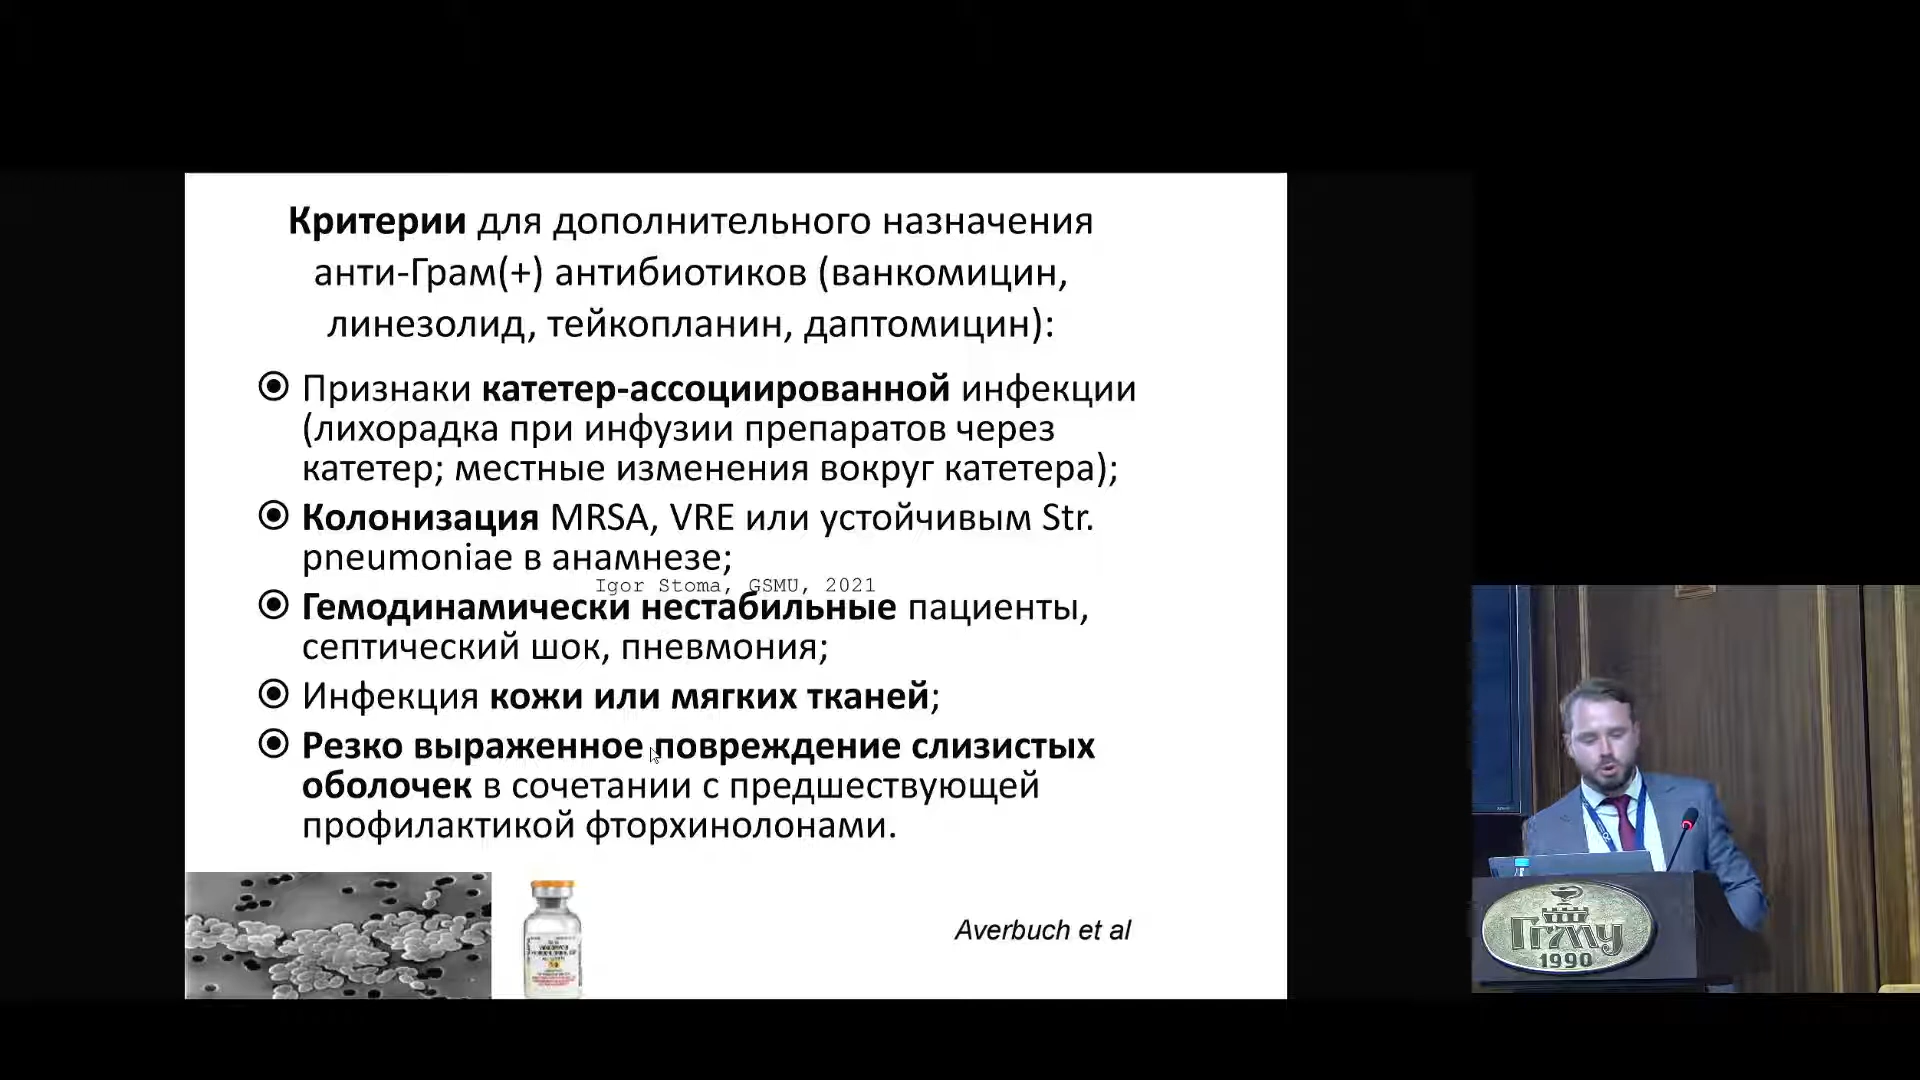 Критерии для дополнительного назначения
анти-Грам(+) антибиотиков (ванкомицин,
линезолид, тейкопланин, даптомицин):
Признаки катетер-ассоциированной инфекции
(лихорадка при инфузии препаратов через
катетер; местные изменения вокруг катетера);
Колонизация MRSA, VRE или устойчивым Str.
pneumoniae в анамнезе;
Igor Stoma, GSMU, 2021
Гемодинамически нестабильные пациенты,
септический шок, пневмония;
Инфекция кожи или мягких тканей;
Резко выраженное повреждение слизистых
оболочек в сочетании с предшествующей
профилактикой фторхинолонами.
Averbuch et al
ГГМУ
1990